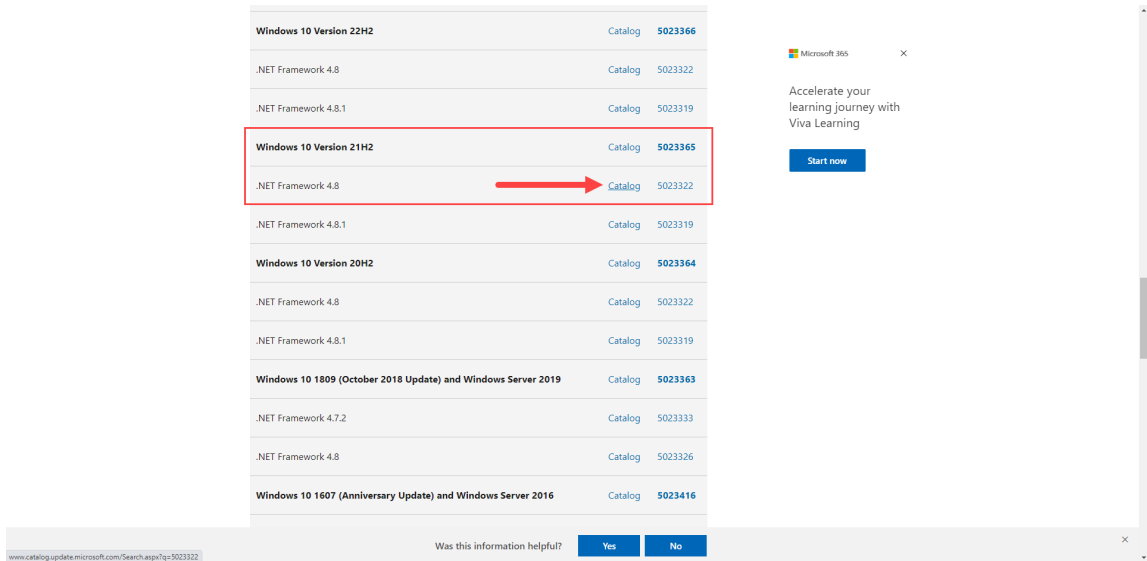 Windows 10 Version 22H2 Catalog 5023366
.NET Framework 4.8 Catalog 5023322
.NET Framework 4.8.1 Catalog 5023319
Windows 10 Version 21H2 Catalog 5023365
.NET Framework 4.8 Catalog 5023322
.NET Framework 4.8.1 Catalog 5023319
Windows 10 Version 20H2 Catalog 5023364
.NET Framework 4.8 Catalog 5023322
.NET Framework 4.8.1 Catalog 5023319
Windows 10 1809 (October 2018 Update) and Windows Server 2019 Catalog 5023363
.NET Framework 4.7.2 Catalog 5023333
.NET Framework 4.8 Catalog 5023326
Windows 10 1607 (Anniversary Update) and Windows Server 2016 Catalog 5023416
Microsoft 365
Accelerate your
learning journey with
Viva Learning
Start now
Was this information helpful? Yes No
www.catalog.update.microsoft.com/Search.aspx?q=5023322